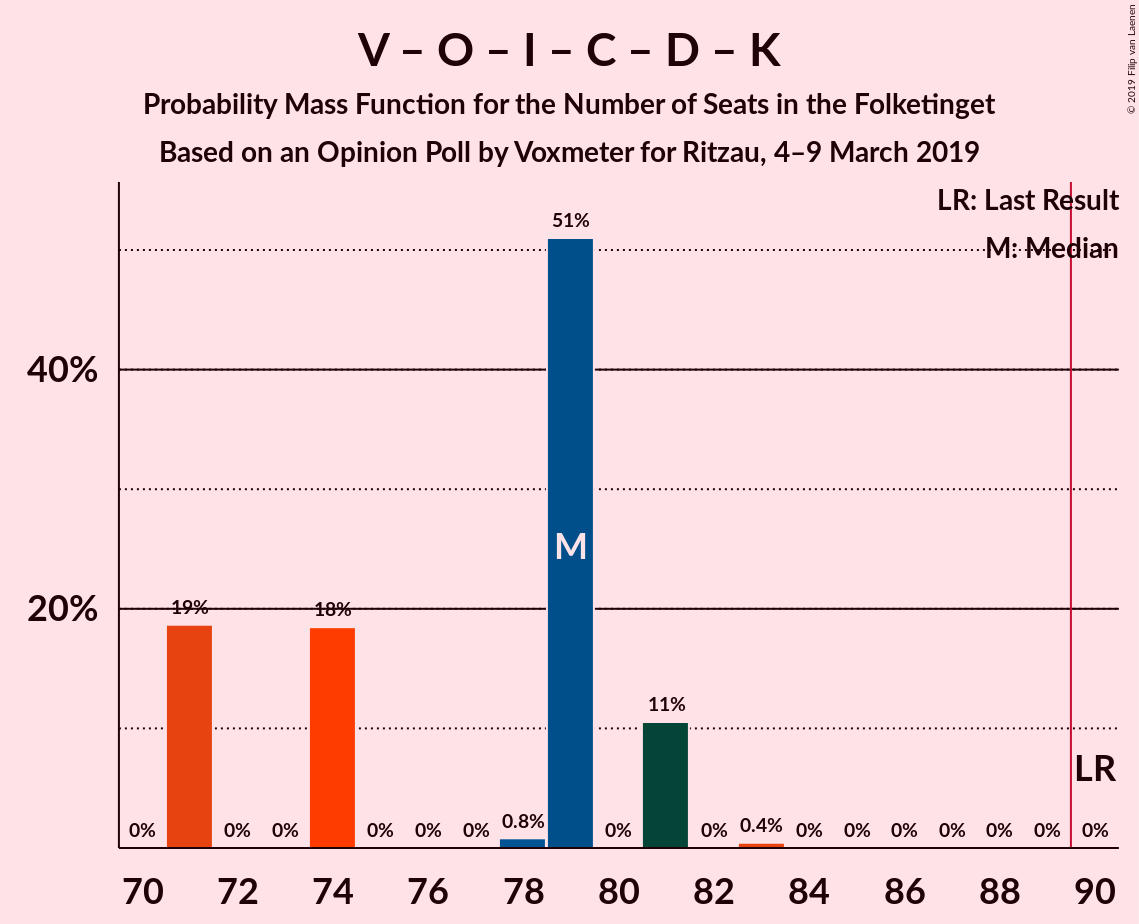 V – O – I – C – D – K
Probability Mass Function for the Number of Seats in the Folketinget
Based on an Opinion Poll by Voxmeter for Ritzau, 4–9 March 2019
© 2019 Filip van Laenen
LR: Last Result
M: Median
51%
40%
M
20%
19%
18%
11%
LR
0% 0% 0% 0% 0% 0% 0.8% 0% 0% 0.4% 0% 0% 0% 0% 0% 0% 0%
70 72 74 76 78 80 82 84 86 88 90